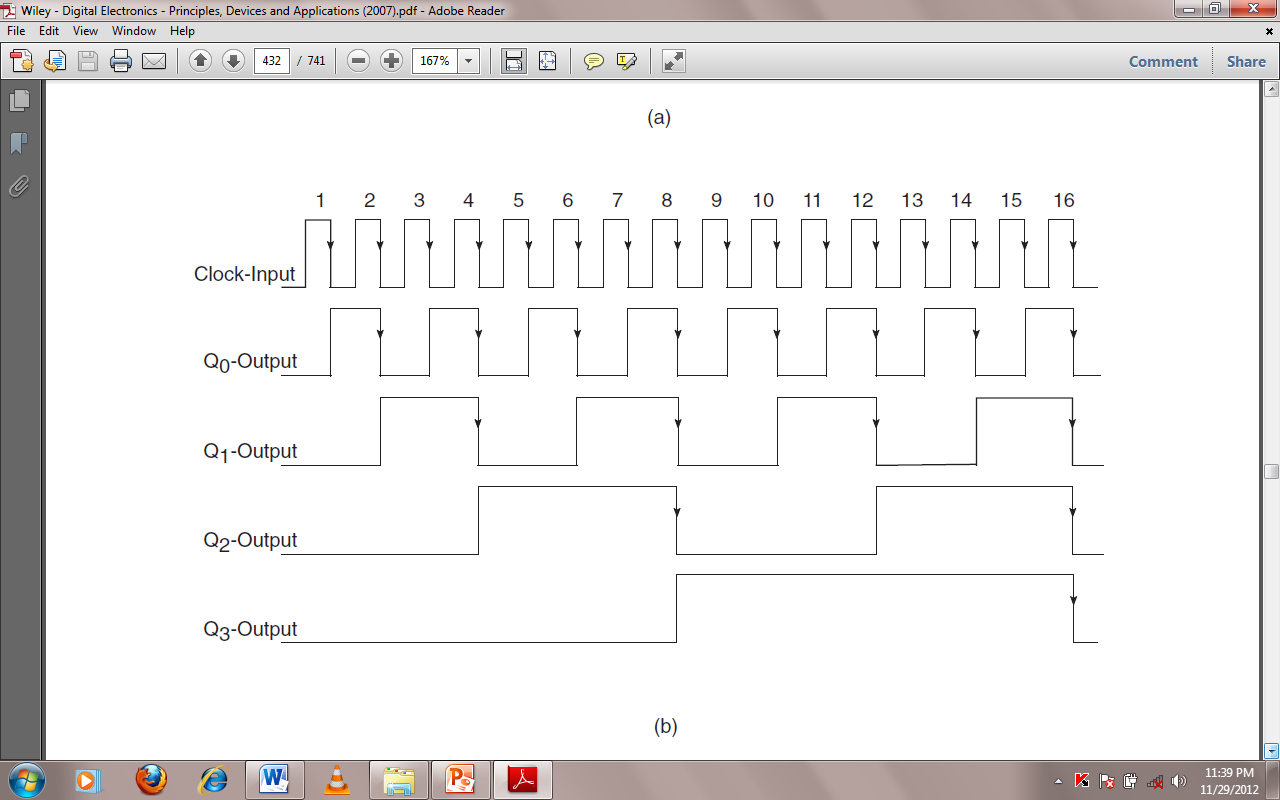 Wiley - Digital Electronics - Principles, Devices and Applications (2007).pdf - Adobe Reader
File Edit View Window Help
432 / 741 167% Comment Share
(a)
1 2 3 4 5 6 7 8 9 10 11 12 13 14 15 16
Clock-Input
Q0-Output
Q1-Output
Q2-Output
Q3-Output
(b)
11:39 PM
11/29/2012